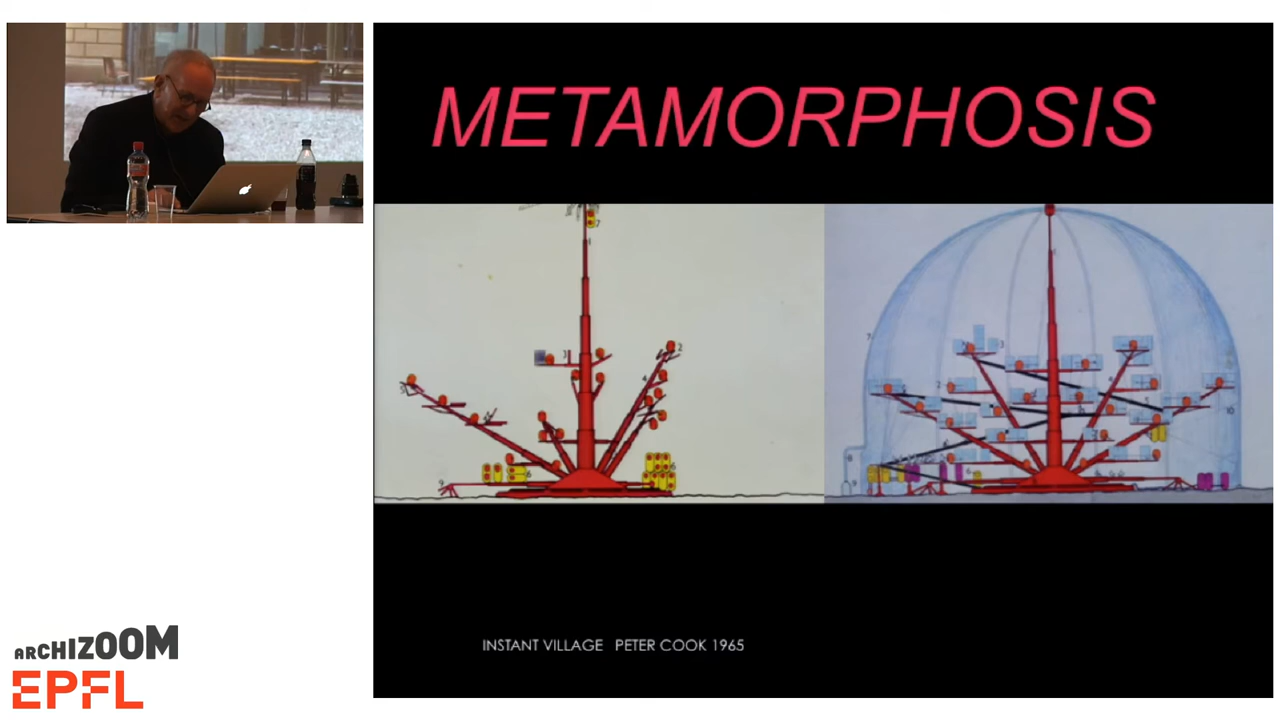 METAMORPHOSIS
INSTANT VILLAGE PETER COOK 1965
ARCHIZOOM
EPFL